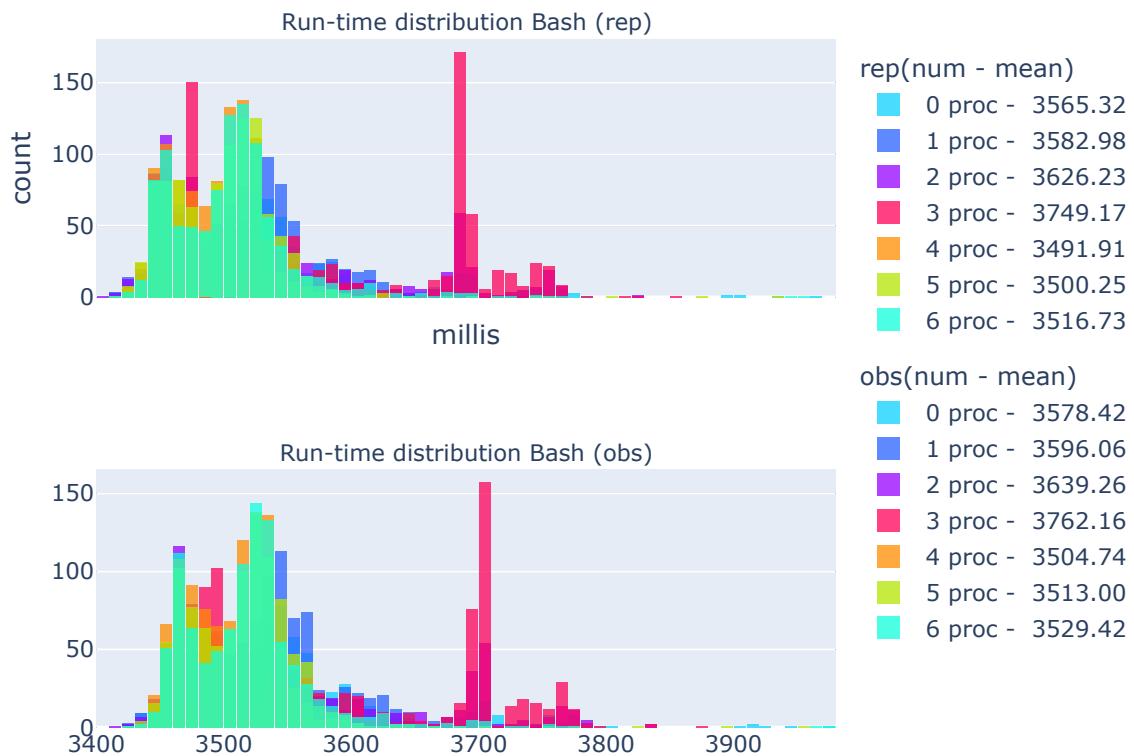 Run-time distribution Bash (rep)
150
100
50
0
count
millis
rep(num - mean)
0 proc - 3565.32
1 proc - 3582.98
2 proc - 3626.23
3 proc - 3749.17
4 proc - 3491.91
5 proc - 3500.25
6 proc - 3516.73
obs(num - mean)
0 proc - 3578.42
1 proc - 3596.06
2 proc - 3639.26
3 proc - 3762.16
4 proc - 3504.74
5 proc - 3513.00
6 proc - 3529.42
Run-time distribution Bash (obs)
150
100
50
0
3400 3500 3600 3700 3800 3900